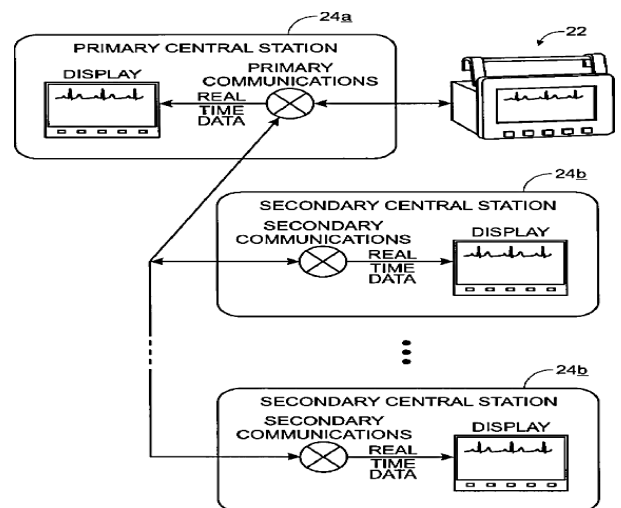 24a
22
PRIMARY CENTRAL STATION
PRIMARY
COMMUNICATIONS
DISPLAY
REAL
TIME
DATA
24b
SECONDARY CENTRAL STATION
SECONDARY
COMMUNICATIONS
DISPLAY
REAL
TIME
DATA
24b
SECONDARY CENTRAL STATION
SECONDARY
COMMUNICATIONS
DISPLAY
REAL
TIME
DATA